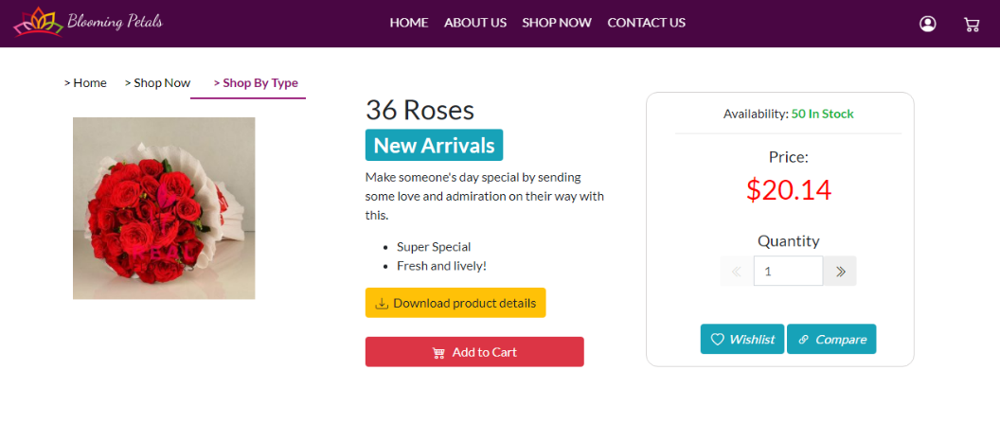 Blooming Petals
HOME ABOUT US SHOP NOW CONTACT US
> Home > Shop Now > Shop By Type
36 Roses
New Arrivals
Make someone's day special by sending
some love and admiration on their way with
this.
Super Special
Fresh and lively!
Download product details
Add to Cart
Availability: 50 In Stock
Price:
$20.14
Quantity
1
Wishlist Compare